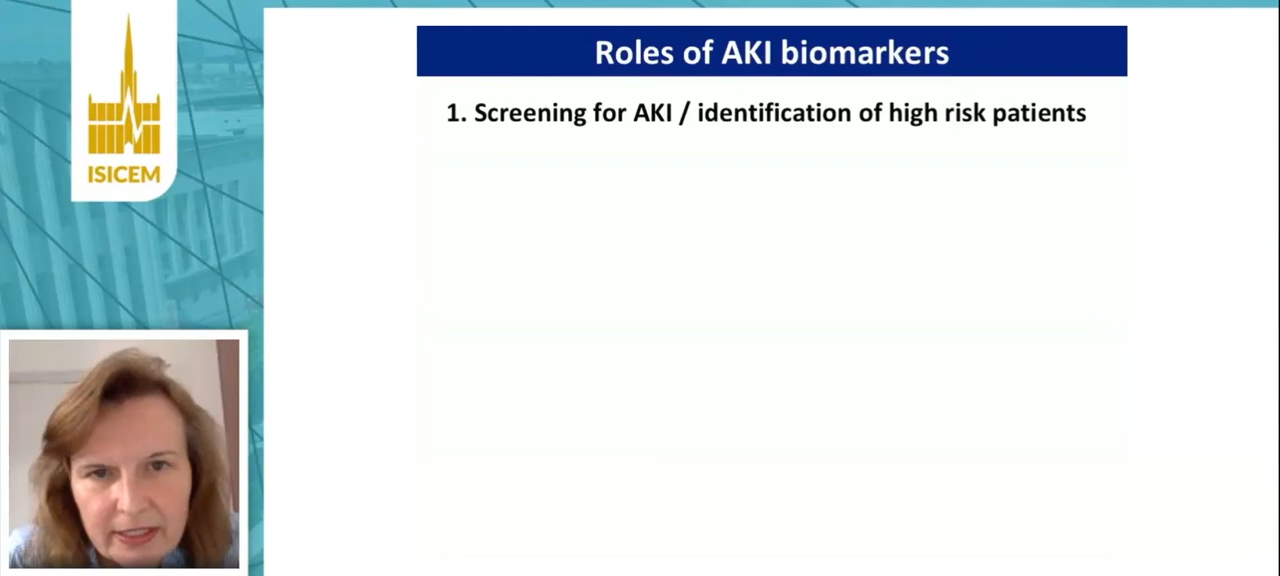 ISICEM
Roles of AKI biomarkers
1. Screening for AKI / identification of high risk patients